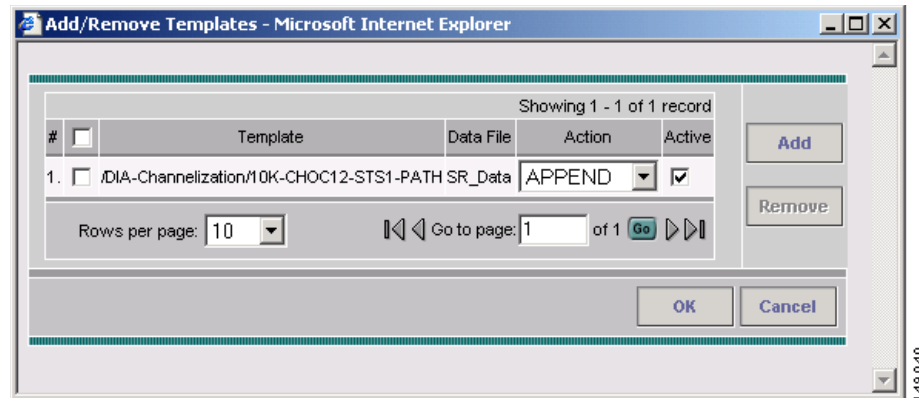 Add/Remove Templates - Microsoft Internet Explorer
Showing 1 - 1 of 1 record
# Template Data File Action Active
1. /DIA-Channelization/10K-CHOC12-STS1-PATH SR_Data APPEND
Add
Remove
Rows per page: 10 Go to page: 1 of 1 Go
OK Cancel